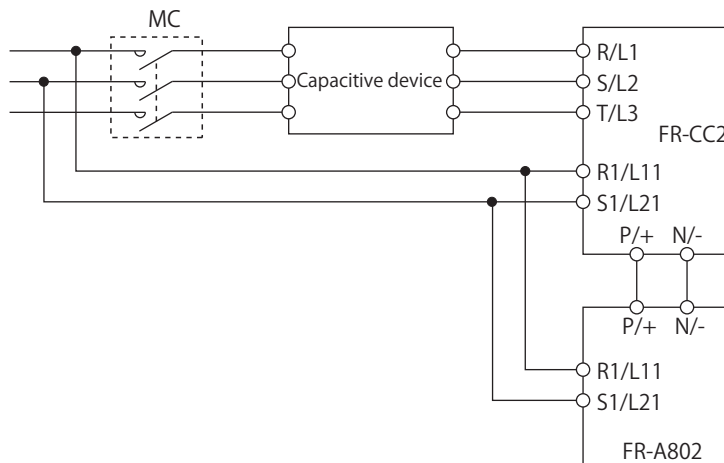 MC
R/L1
Capacitive device
S/L2
T/L3
FR-CC2
R1/L11
S1/L21
P/+ N/-
P/+ N/-
R1/L11
S1/L21
FR-A802